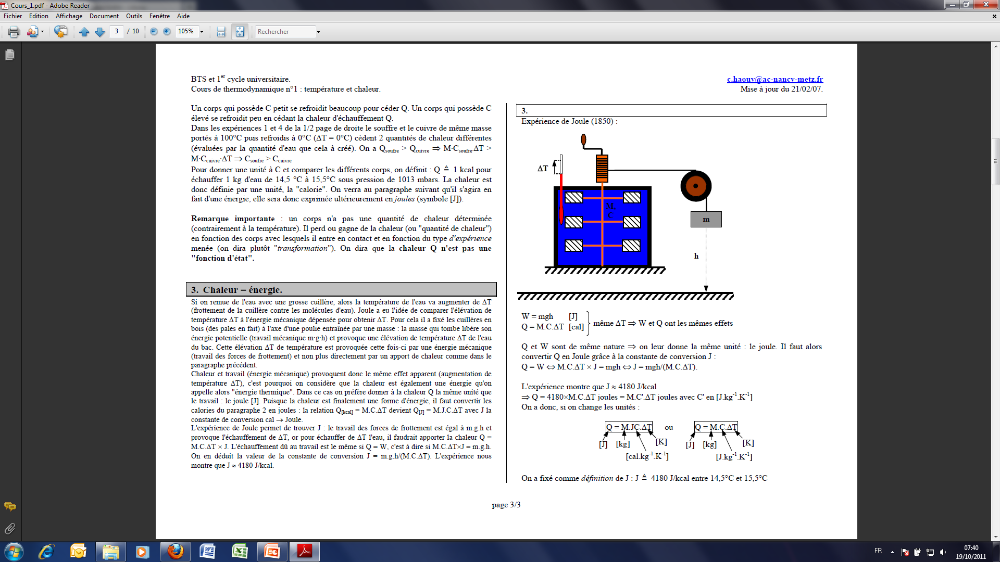 Cours_1.pdf - Adobe Reader
Fichier Edition Affichage Document Outils Fenêtre Aide
3 / 10 105% Rechercher
BTS et 1er cycle universitaire.
Cours de thermodynamique n°1 : température et chaleur.
c.haouy@ac-nancy-metz.fr
Mise à jour du 21/02/07.
Un corps qui possède C petit se refroidit beaucoup pour céder Q. Un corps qui possède C
élevé se refroidit peu en cédant la chaleur d'échauffement Q.
Dans les expériences 1 et 4 de la 1/2 page de droite le souffre et le cuivre de même masse
portés à 100°C puis refroidis à 0°C (ΔT = 0°C) cèdent 2 quantités de chaleur différentes
(évaluées par la quantité d'eau que cela à créé). On a Qsoufre > Qcuivre ⇒ M·Csoufre·ΔT >
M·Ccuivre·ΔT ⇒ Csoufre > Ccuivre
Pour donner une unité à C et comparer les différents corps, on définit : Q ≜ 1 kcal pour
échauffer 1 kg d'eau de 14,5 °C à 15,5°C sous pression de 1013 mbars. La chaleur est
donc définie par une unité, la "calorie". On verra au paragraphe suivant qu'il s'agira en
fait d'une énergie, elle sera donc exprimée ultérieurement en joules (symbole [J]).
Remarque importante : un corps n'a pas une quantité de chaleur déterminée
(contrairement à la température). Il perd ou gagne de la chaleur (ou "quantité de chaleur")
en fonction des corps avec lesquels il entre en contact et en fonction du type d'expérience
menée (on dira plutôt "transformation"). On dira que la chaleur Q n'est pas une
"fonction d'état".
3. Chaleur = énergie.
Si on remue de l'eau avec une grosse cuillère, alors la température de l'eau va augmenter de ΔT
(frottement de la cuillère contre les molécules d'eau). Joule a eu l'idée de comparer l'élévation de
température ΔT à l'énergie mécanique dépensée pour obtenir ΔT. Pour cela il a fixé les cuillères en
bois (des pales en fait) à l'axe d'une poulie entraînée par une masse : la masse qui tombe libère son
énergie potentielle (travail mécanique m·g·h) et provoque une élévation de température ΔT de l'eau
du bac. Cette élévation ΔT de température est provoquée cette fois-ci par une énergie mécanique
(travail des forces de frottement) et non plus directement par un apport de chaleur comme dans le
paragraphe précédent.
Chaleur et travail (énergie mécanique) provoquent donc le même effet apparent (augmentation de
température ΔT), c'est pourquoi on considère que la chaleur est également une énergie qu'on
appelle alors "énergie thermique". Dans ce cas on préfère donner à la chaleur Q la même unité que
le travail : le joule [J]. Puisque la chaleur est finalement une forme d'énergie, il faut convertir les
calories du paragraphe 2 en joules : la relation Q[kcal] = M.C.ΔT devient Q[J] = M.J.C.ΔT avec J la
constante de conversion cal → Joule.
L'expérience de Joule permet de trouver J : le travail des forces de frottement est égal à m.g.h et
provoque l'échauffement de ΔT, or pour échauffer de ΔT l'eau, il faudrait apporter la chaleur Q =
M.C.ΔT × J. L'échauffement dû au travail est le même si Q = W, c'est à dire si M.C.ΔT×J = m.g.h.
On en déduit la valeur de la constante de conversion J = m.g.h/(M.C.ΔT). L'expérience nous
montre que J ≈ 4180 J/kcal.
3.
Expérience de Joule (1850) :
ΔT
M,
C
m
h
W = mgh [J]
Q = M.C.ΔT [cal]
même ΔT ⇒ W et Q ont les mêmes effets
Q et W sont de même nature ⇒ on leur donne la même unité : le joule. Il faut alors
convertir Q en Joule grâce à la constante de conversion J :
Q = W ⇔ M.C.ΔT × J = mgh ⇔ J = mgh/(M.C.ΔT).
L'expérience montre que J ≈ 4180 J/kcal
⇒ Q = 4180×M.C.ΔT joules = M.C'.ΔT joules avec C' en [J.kg-1.K-1]
On a donc, si on change les unités :
Q = M.JC.ΔT ou Q = M.C.ΔT
[J] [kg] [K] [J] [kg] [K]
[cal.kg-1.K-1] [J.kg-1.K-1]
On a fixé comme définition de J : J ≜ 4180 J/kcal entre 14,5°C et 15,5°C
page 3/3
FR
07:40
19/10/2011